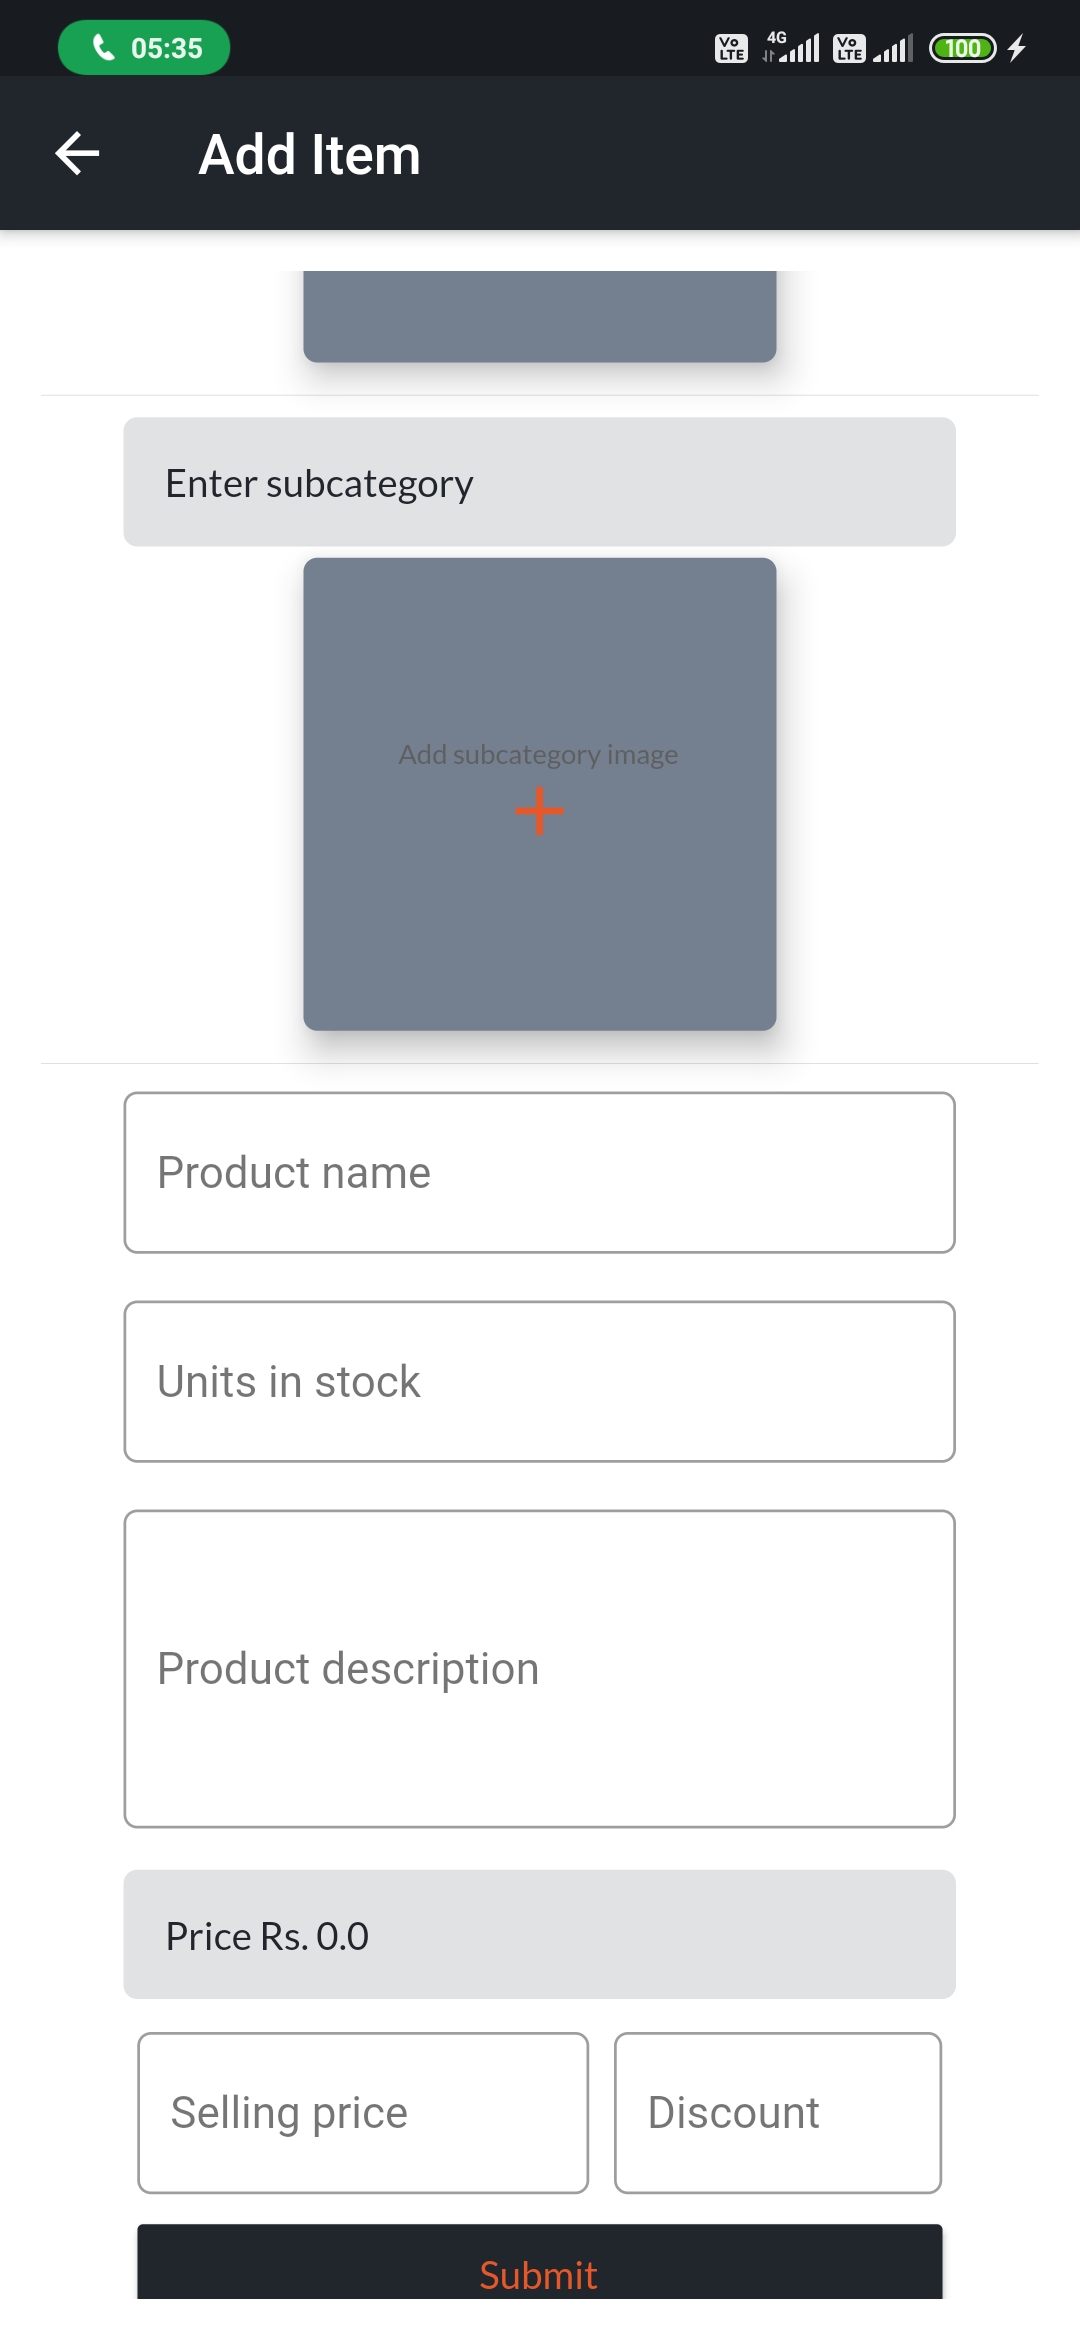 05:35 Vo LTE 4G Vo LTE 100
Add Item
Enter subcategory
Add subcategory image
Product name
Units in stock
Product description
Price Rs. 0.0
Selling price Discount
Submit